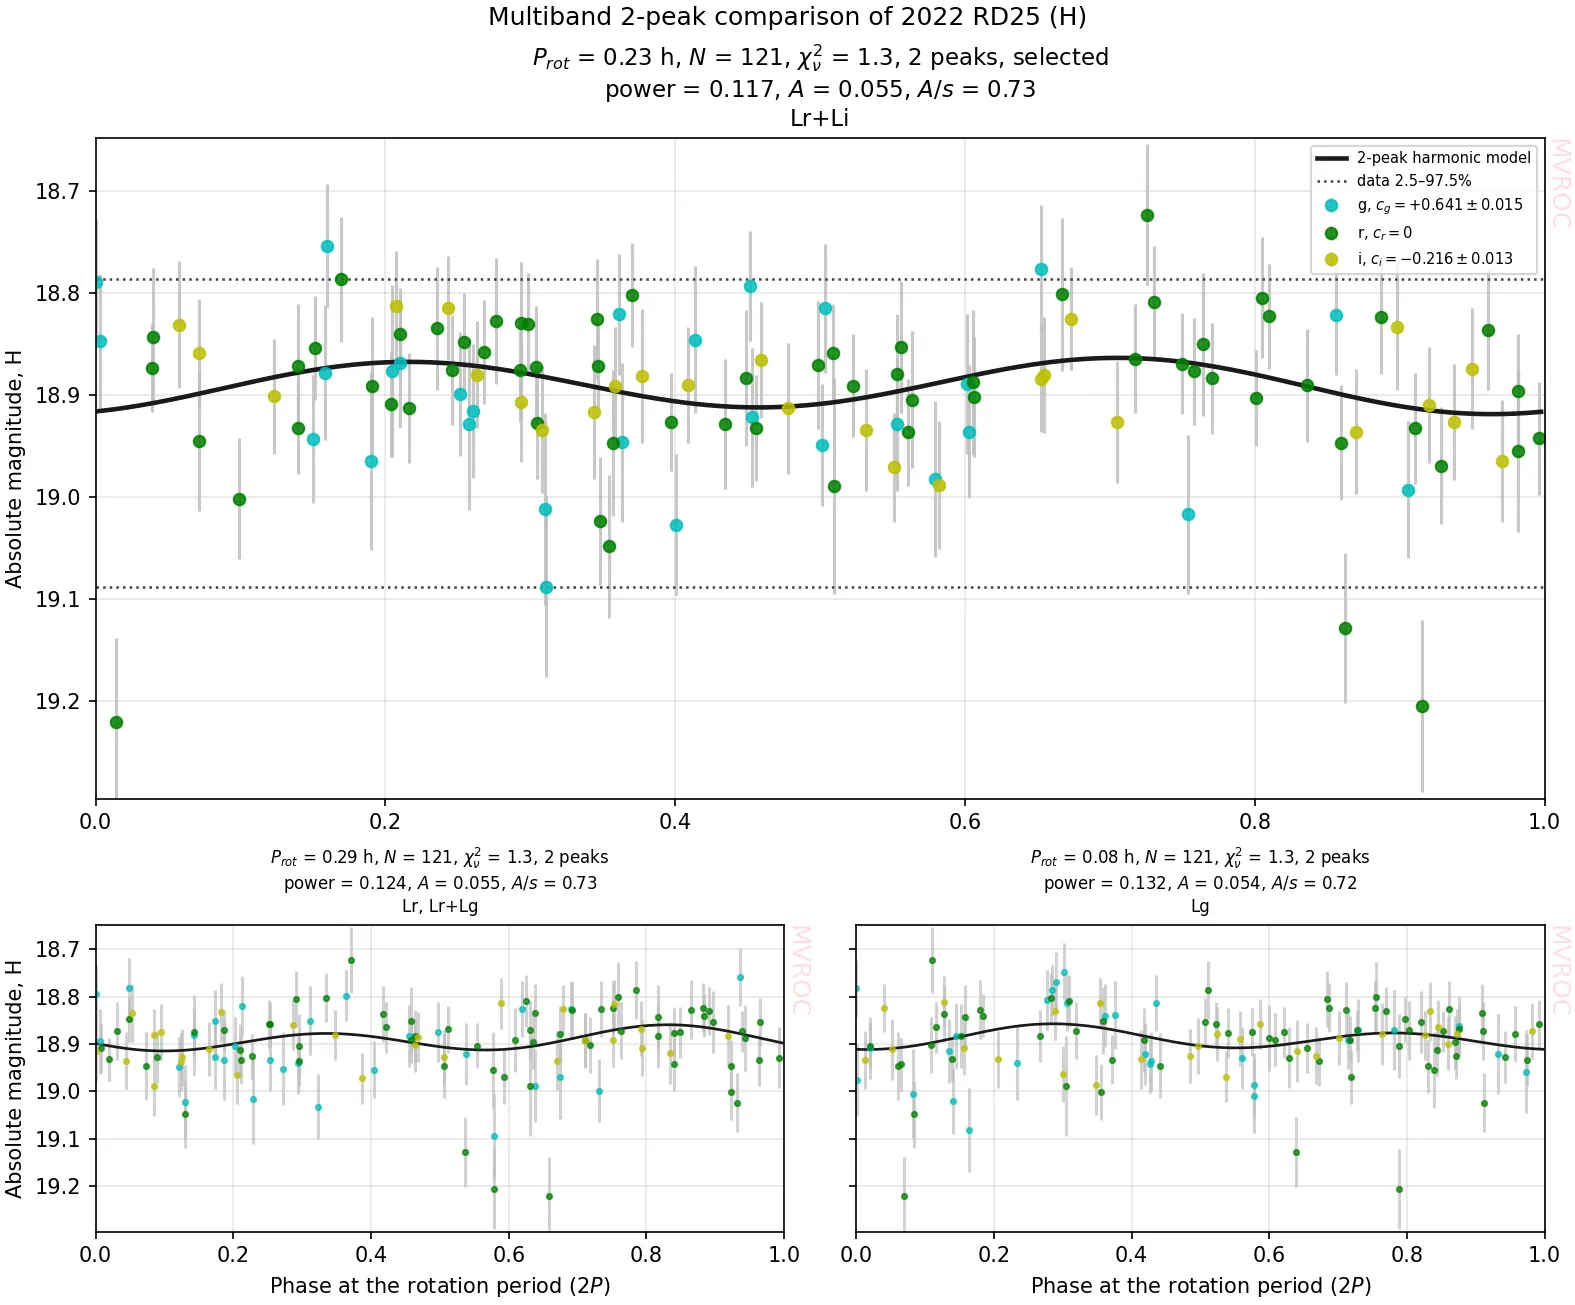 Multiband 2-peak comparison of 2022 RD25 (H)
P_rot = 0.23 h, N = 121, χ²_ν = 1.3, 2 peaks, selected
power = 0.117, A = 0.055, A/s = 0.73
Lr+Li
MVROC
2-peak harmonic model
data 2.5–97.5%
g, c_g = +0.641 ± 0.015
r, c_r = 0
i, c_i = −0.216 ± 0.013
Absolute magnitude, H
18.7
18.8
18.9
19.0
19.1
19.2
0.0 0.2 0.4 0.6 0.8 1.0
P_rot = 0.29 h, N = 121, χ²_ν = 1.3, 2 peaks
power = 0.124, A = 0.055, A/s = 0.73
Lr, Lr+Lg
MVROC
Absolute magnitude, H
18.7
18.8
18.9
19.0
19.1
19.2
0.0 0.2 0.4 0.6 0.8 1.0
Phase at the rotation period (2P)
P_rot = 0.08 h, N = 121, χ²_ν = 1.3, 2 peaks
power = 0.132, A = 0.054, A/s = 0.72
Lg
MVROC
0.0 0.2 0.4 0.6 0.8 1.0
Phase at the rotation period (2P)